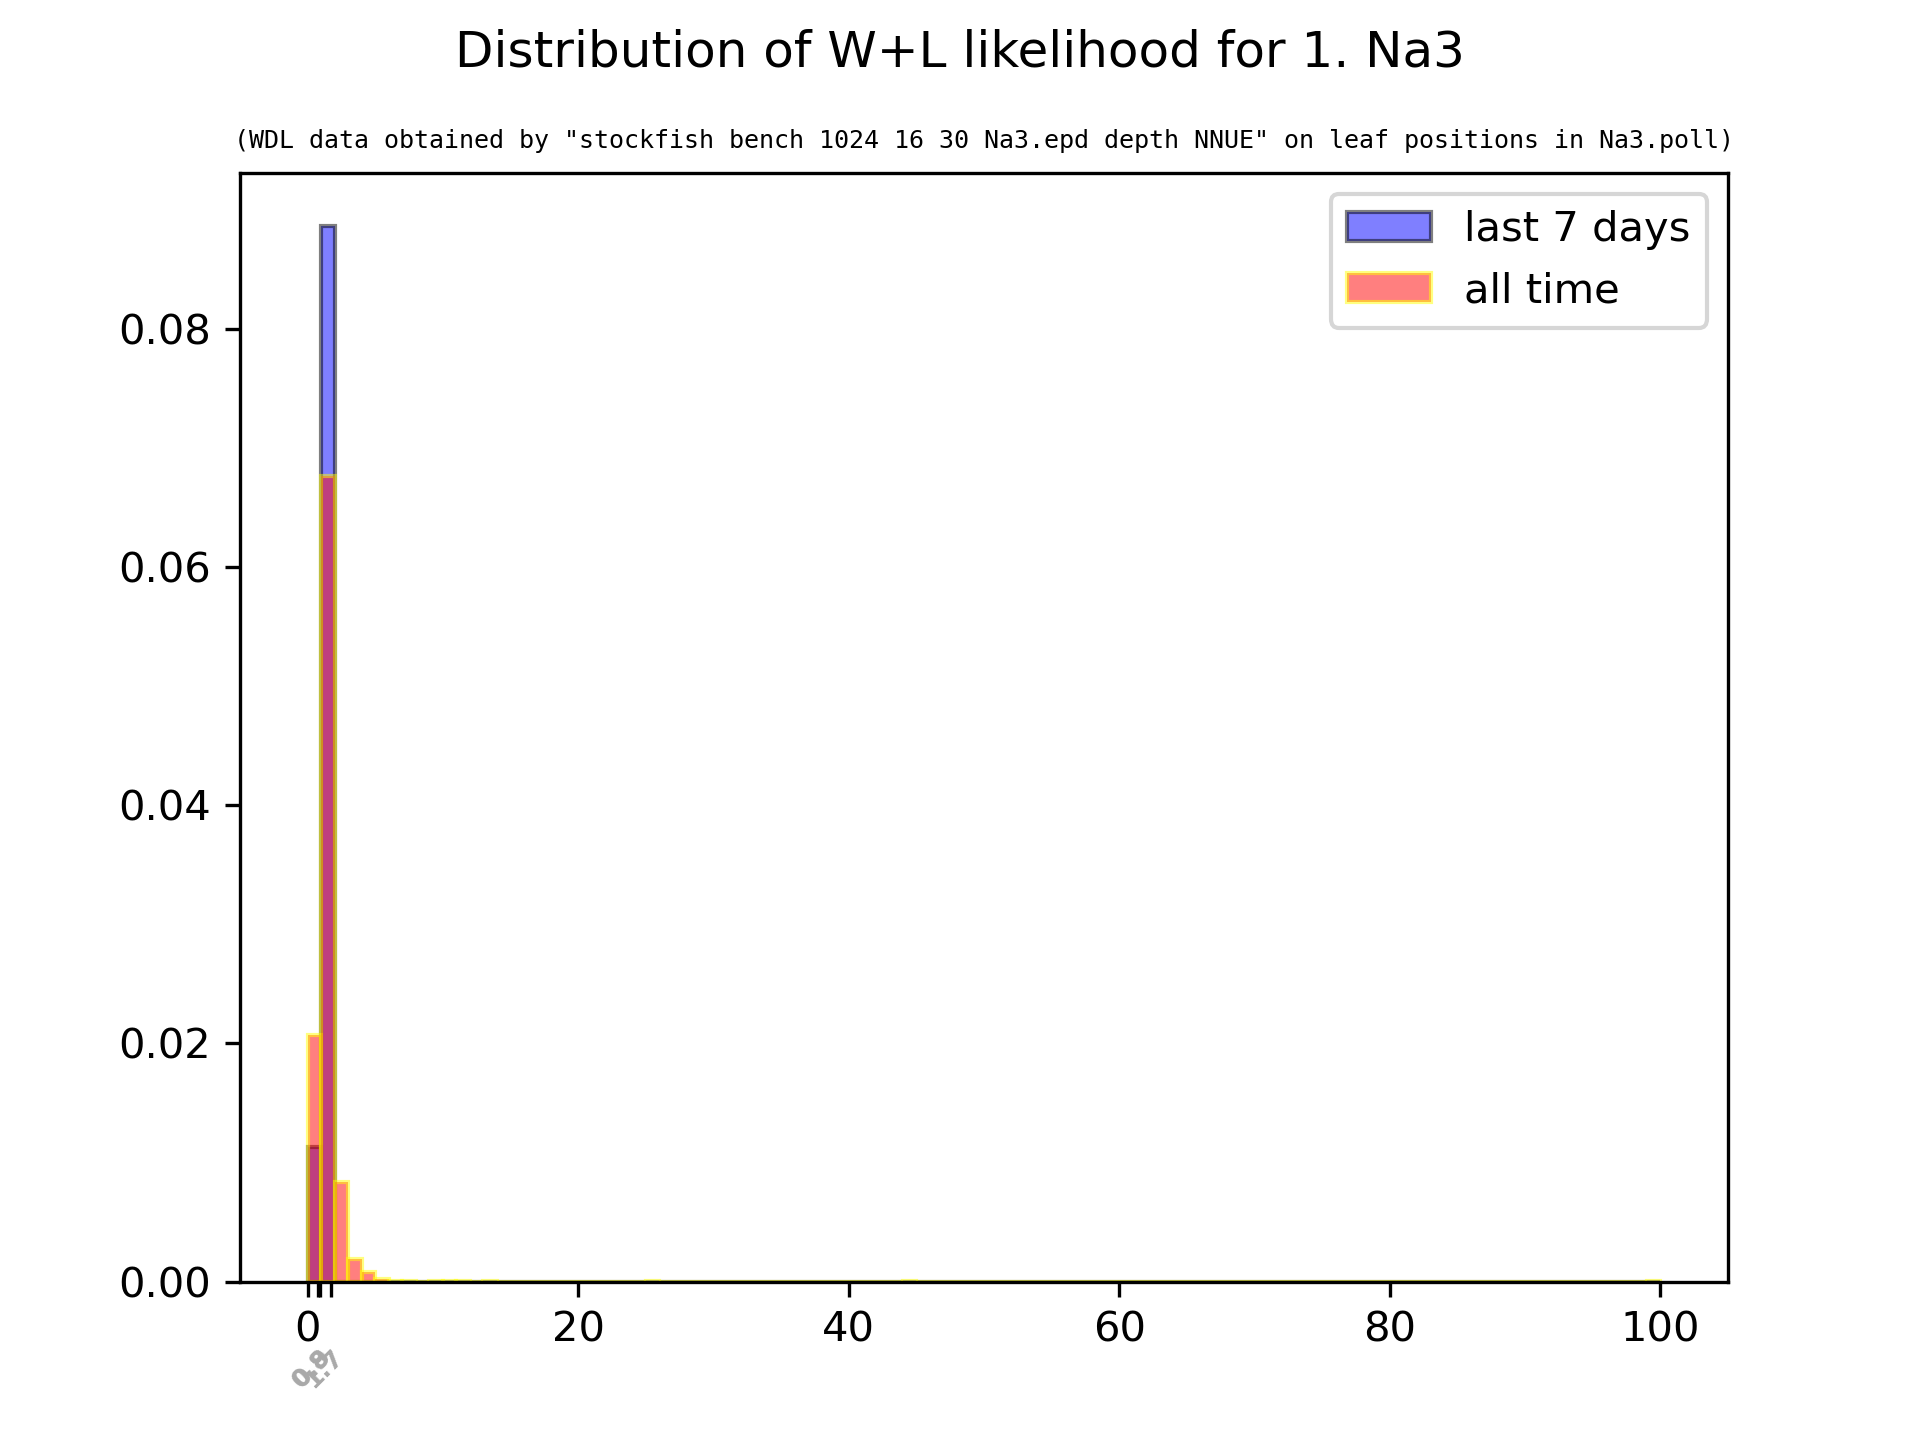 Distribution of W+L likelihood for 1. Na3
(WDL data obtained by "stockfish bench 1024 16 30 Na3.epd depth NNUE" on leaf positions in Na3.poll)
last 7 days
all time
0.08
0.06
0.04
0.02
0.00
0 20 40 60 80 100
1.7